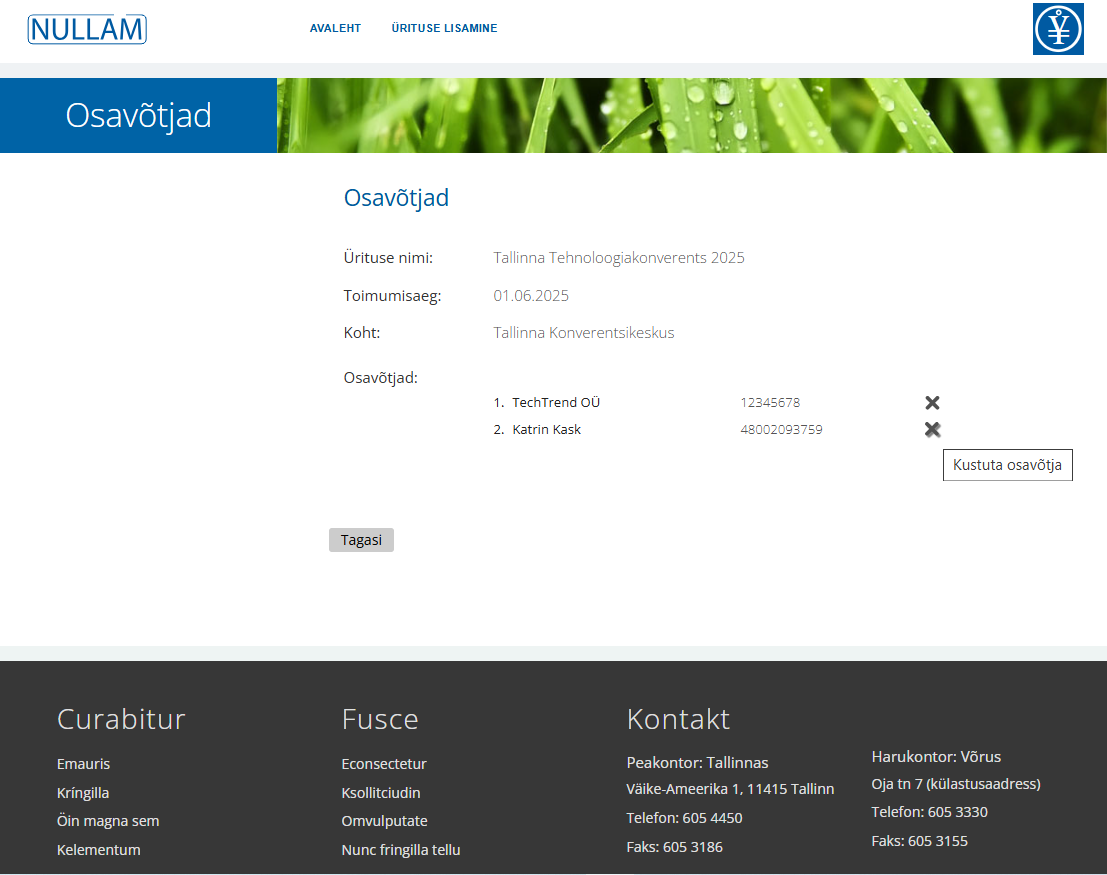 NULLAM
AVALEHT ÜRITUSE LISAMINE
Osavõtjad
Osavõtjad
Ürituse nimi: Tallinna Tehnoloogiakonverents 2025
Toimumisaeg: 01.06.2025
Koht: Tallinna Konverentsikeskus
Osavõtjad:
1. TechTrend OÜ 12345678
2. Katrin Kask 48002093759
Kustuta osavõtja
Tagasi
Curabitur
Emauris
Kríngilla
Öin magna sem
Kelementum
Fusce
Econsectetur
Ksollitciudin
Omvulputate
Nunc fringilla tellu
Kontakt
Peakontor: Tallinnas
Väike-Ameerika 1, 11415 Tallinn
Telefon: 605 4450
Faks: 605 3186
Harukontor: Võrus
Oja tn 7 (külastusaadress)
Telefon: 605 3330
Faks: 605 3155